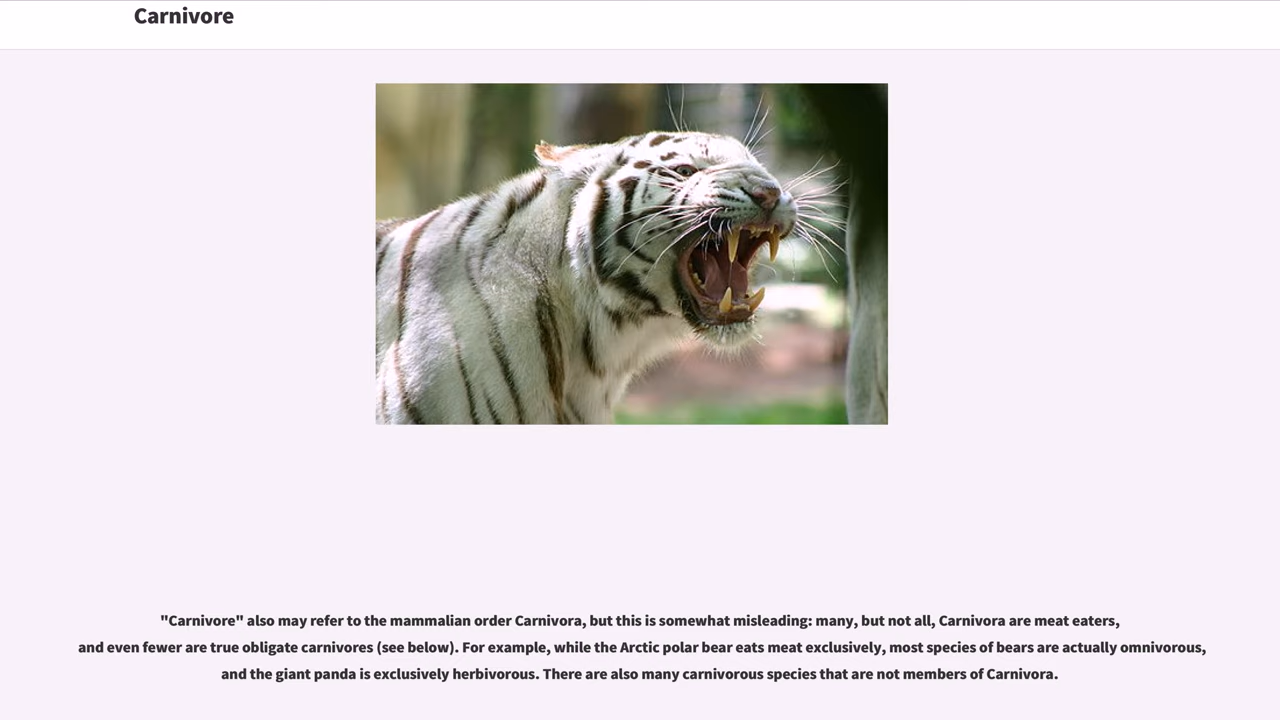 Carnivore
"Carnivore" also may refer to the mammalian order Carnivora, but this is somewhat misleading: many, but not all, Carnivora are meat eaters,
and even fewer are true obligate carnivores (see below). For example, while the Arctic polar bear eats meat exclusively, most species of bears are actually omnivorous,
and the giant panda is exclusively herbivorous. There are also many carnivorous species that are not members of Carnivora.